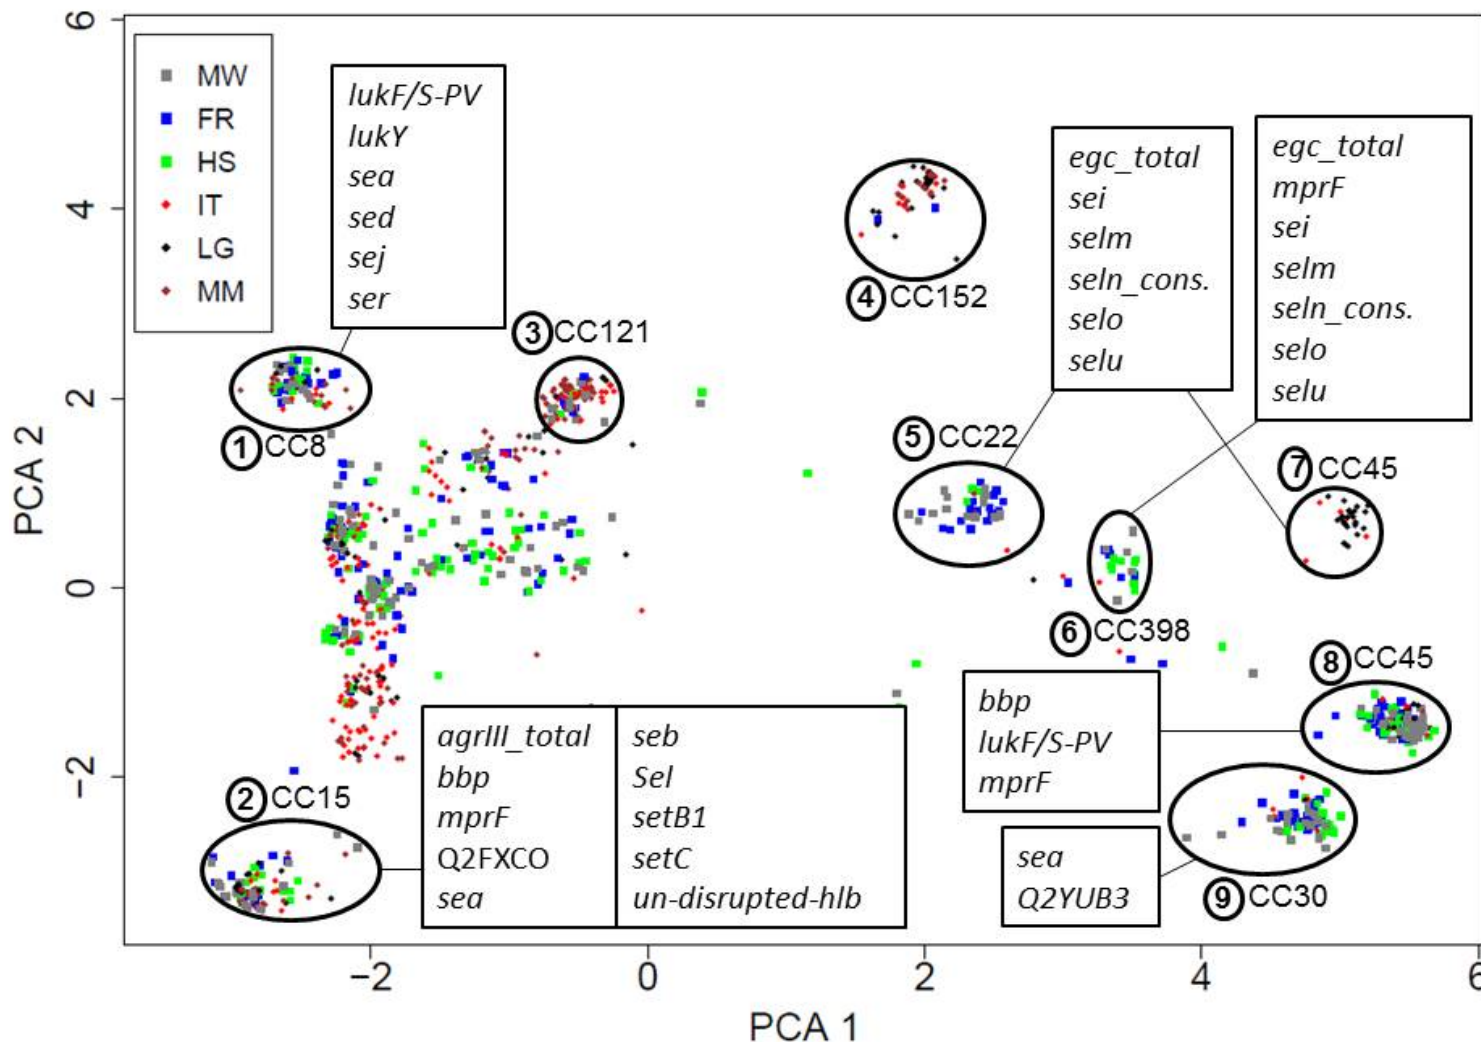 6
4
2
0
−2
PCA 2
MW
FR
HS
IT
LG
MM
lukF/S-PV
lukY
sea
sed
sej
ser
1 CC8
3 CC121
4 CC152
egc_total
sei
selm
seln_cons.
selo
selu
egc_total
mprF
sei
selm
seln_cons.
selo
selu
5 CC22
7 CC45
6 CC398
8 CC45
bbp
lukF/S-PV
mprF
2 CC15
agrIII_total
bbp
mprF
Q2FXCO
sea
seb
Sel
setB1
setC
un-disrupted-hlb
sea
Q2YUB3
9 CC30
−2
0
2
4
6
PCA 1